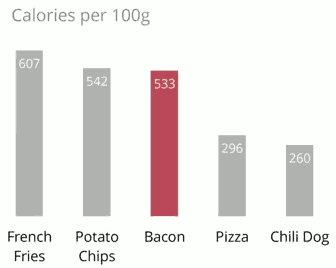 Calories per 100g
607
542
533
296
260
French Fries
Potato Chips
Bacon
Pizza
Chili Dog